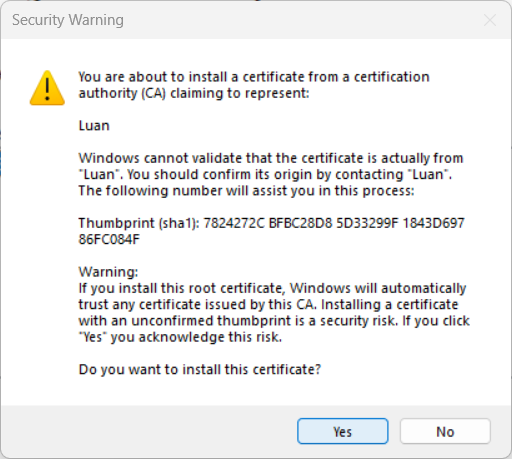 Security Warning
You are about to install a certificate from a certification
authority (CA) claiming to represent:
Luan
Windows cannot validate that the certificate is actually from
"Luan". You should confirm its origin by contacting "Luan".
The following number will assist you in this process:
Thumbprint (sha1): 7824272C BFBC28D8 5D33299F 1843D697
86FC084F
Warning:
If you install this root certificate, Windows will automatically
trust any certificate issued by this CA. Installing a certificate
with an unconfirmed thumbprint is a security risk. If you click
"Yes" you acknowledge this risk.
Do you want to install this certificate?
Yes
No